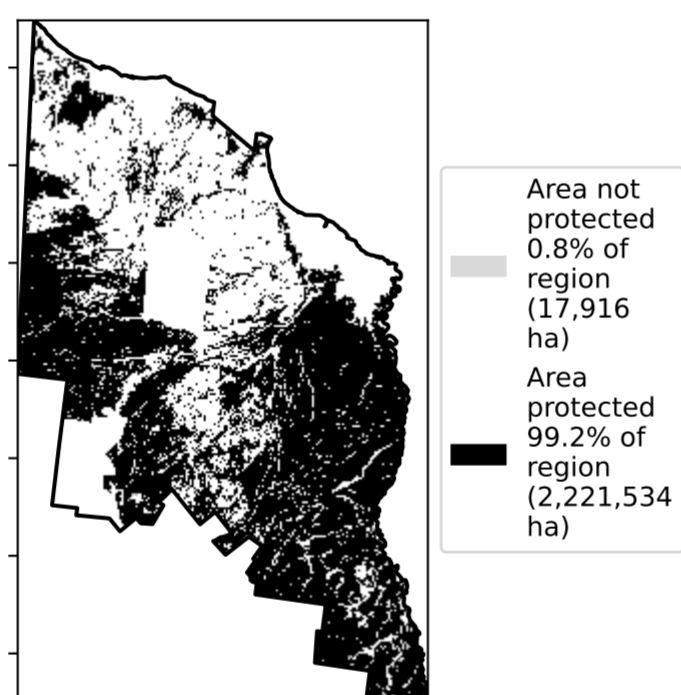 Area not
protected
0.8% of
region
(17,916
ha)
Area
protected
99.2% of
region
(2,221,534
ha)